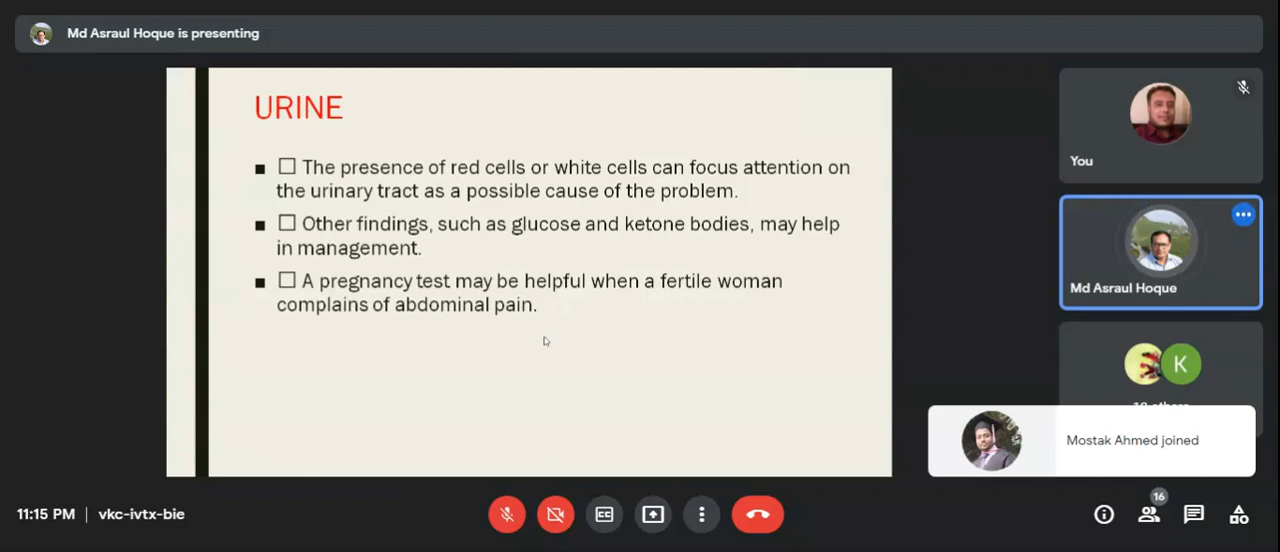 Md Asraul Hoque is presenting
URINE
■ ☐ The presence of red cells or white cells can focus attention on
the urinary tract as a possible cause of the problem.
■ ☐ Other findings, such as glucose and ketone bodies, may help
in management.
■ ☐ A pregnancy test may be helpful when a fertile woman
complains of abdominal pain.
You
Md Asraul Hoque
K
others
Mostak Ahmed joined
11:15 PM | vkc-ivtx-bie
CC
16